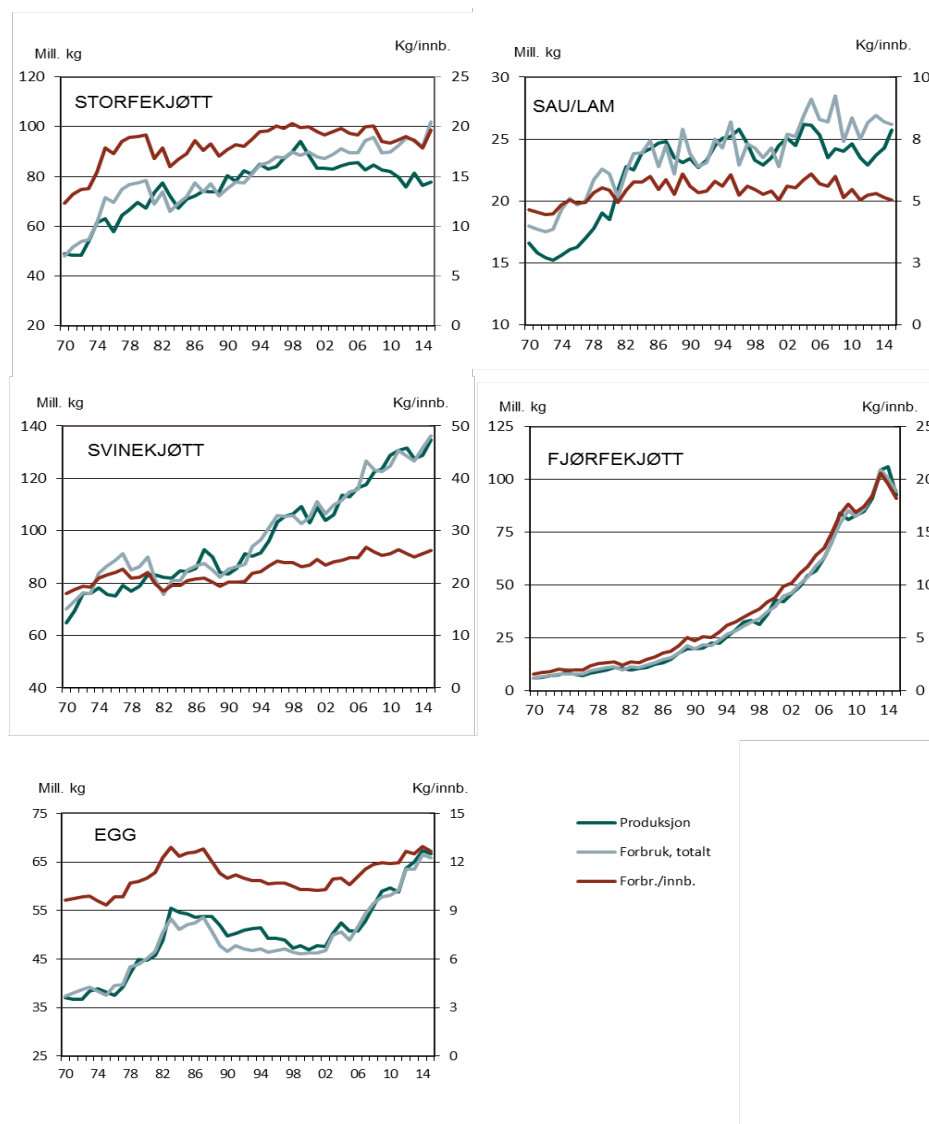 Mill. kg
Kg/innb.
STORFEKJØTT
120
100
80
60
40
20
25
20
15
10
5
0
70 74 78 82 86 90 94 98 02 06 10 14
Kg/innb.
Mill. kg
SAU/LAM
30
25
20
15
10
10
8
5
3
0
70 74 78 82 86 90 94 98 02 06 10 14
Mill. kg
Kg/innb.
SVINEKJØTT
140
120
100
80
60
40
50
40
30
20
10
0
70 74 78 82 86 90 94 98 02 06 10 14
Mill. kg
Kg/innb.
FJØRFEKJØTT
125
100
75
50
25
0
25
20
15
10
5
0
70 74 78 82 86 90 94 98 02 06 10 14
Mill. kg
Kg/innb.
EGG
75
65
55
45
35
25
15
12
9
6
3
0
70 74 78 82 86 90 94 98 02 06 10 14
Produksjon
Forbruk, totalt
Forbr./innb.